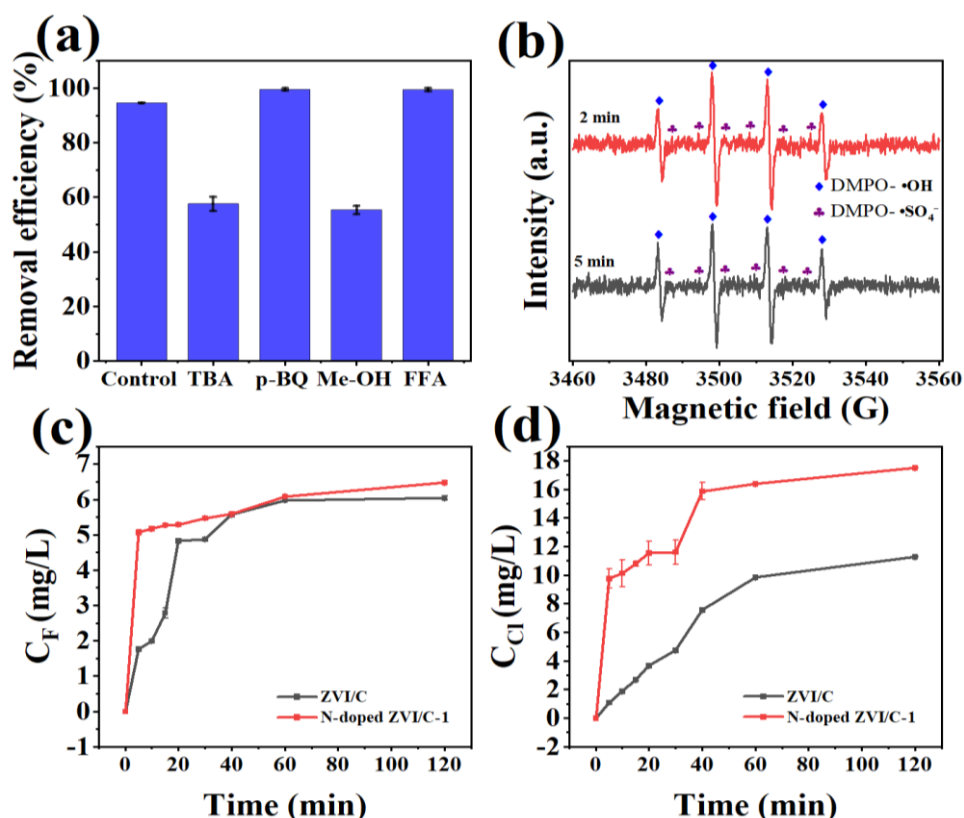 (a)
Removal efficiency (%)
100
80
60
40
20
0
Control TBA p-BQ Me-OH FFA
(b)
Intensity (a.u.)
2 min
♦ DMPO- •OH
♣ DMPO- •SO₄⁻
5 min
3460 3480 3500 3520 3540 3560
Magnetic field (G)
(c)
C_F (mg/L)
7
6
5
4
3
2
1
0
-1
ZVI/C
N-doped ZVI/C-1
0 20 40 60 80 100 120
Time (min)
(d)
C_Cl (mg/L)
18
16
14
12
10
8
6
4
2
0
-2
ZVI/C
N-doped ZVI/C-1
0 20 40 60 80 100 120
Time (min)